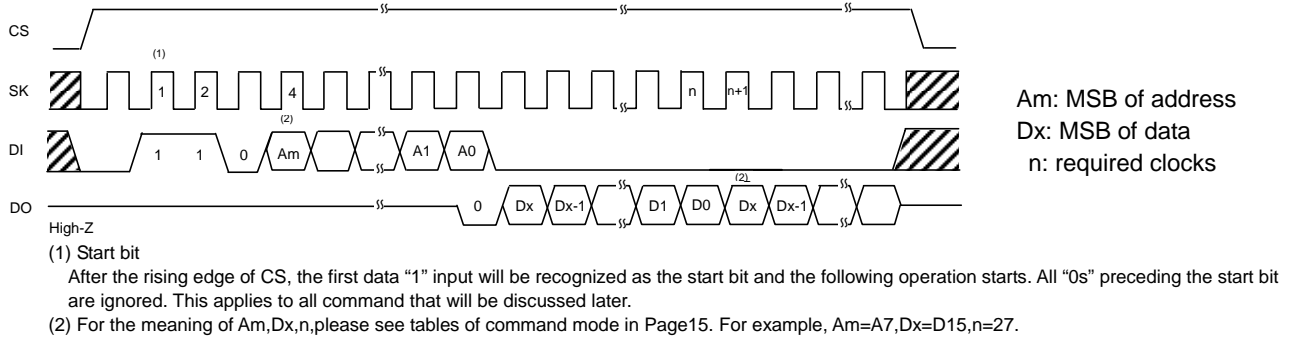 CS
(1)
SK 1 2 4 n n+1
(2)
DI 1 1 0 Am A1 A0
(2)
DO 0 Dx Dx-1 D1 D0 Dx Dx-1
High-Z
Am: MSB of address
Dx: MSB of data
n: required clocks
(1) Start bit
After the rising edge of CS, the first data “1” input will be recognized as the start bit and the following operation starts. All “0s” preceding the start bit
are ignored. This applies to all command that will be discussed later.
(2) For the meaning of Am,Dx,n,please see tables of command mode in Page15. For example, Am=A7,Dx=D15,n=27.